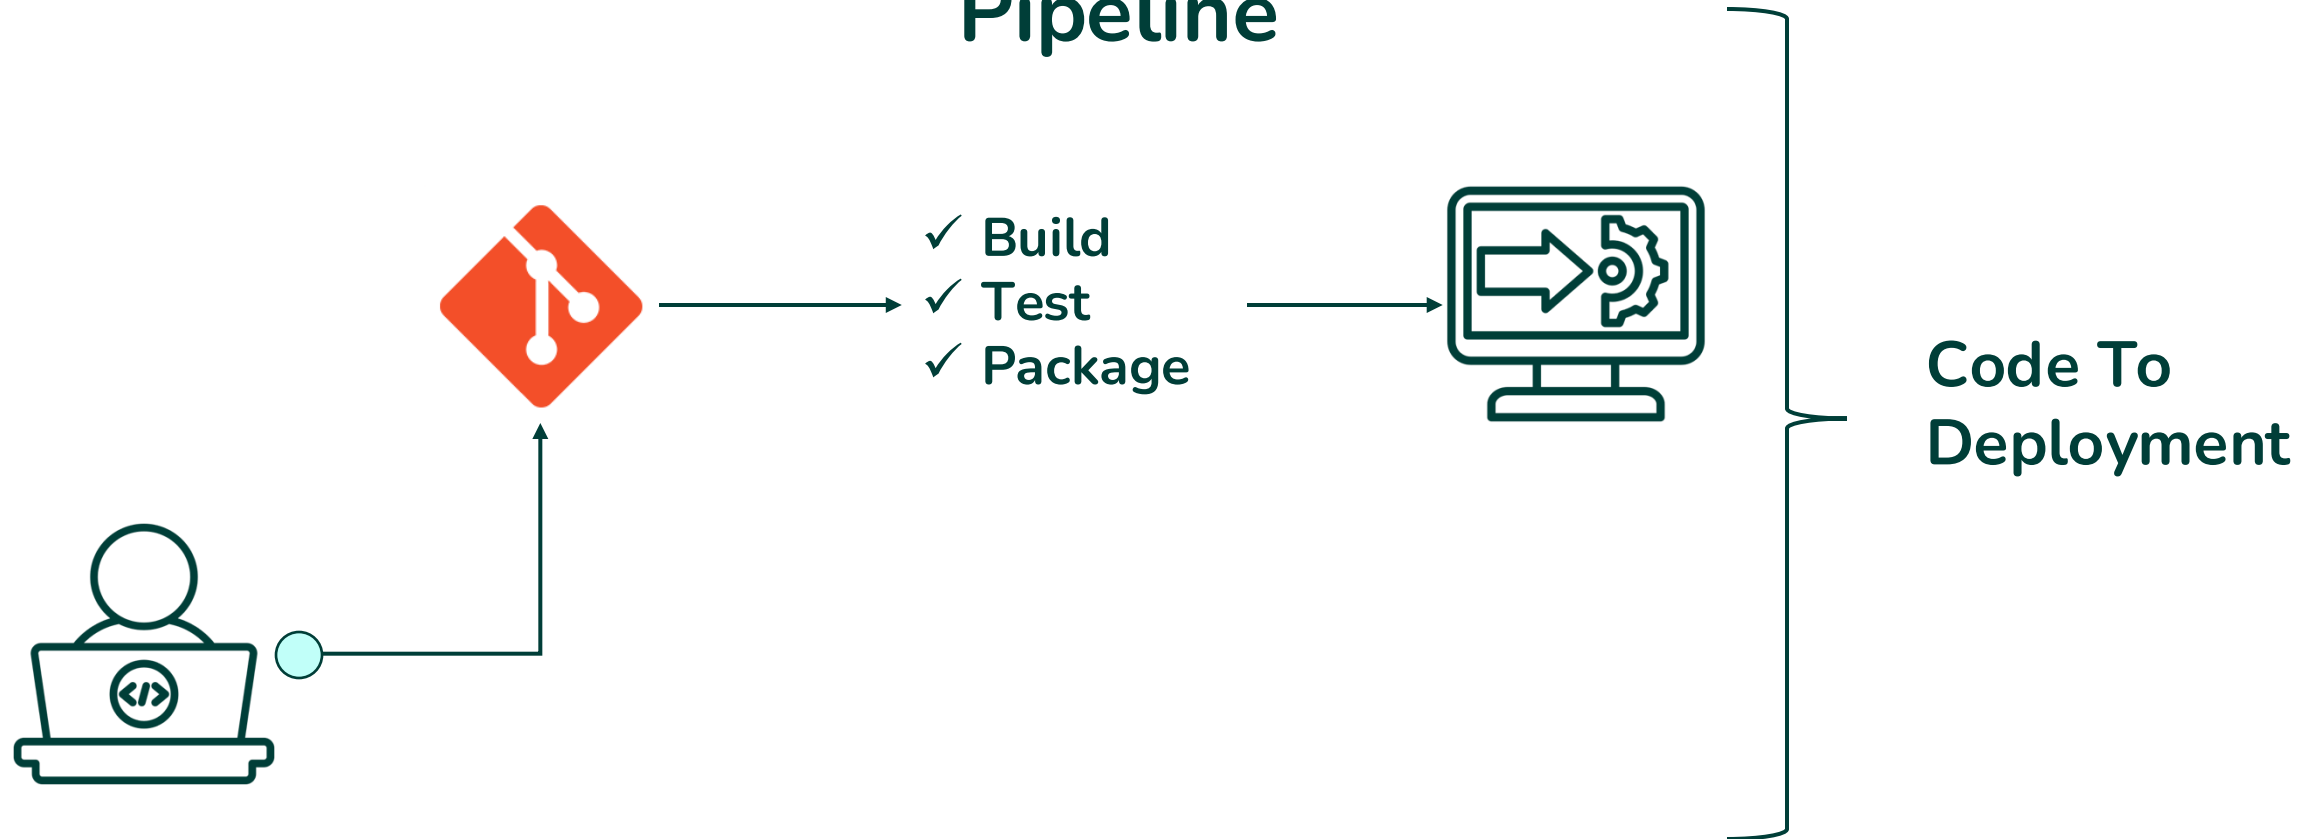 Pipeline
Build
Test
Package
Code To
Deployment
</>